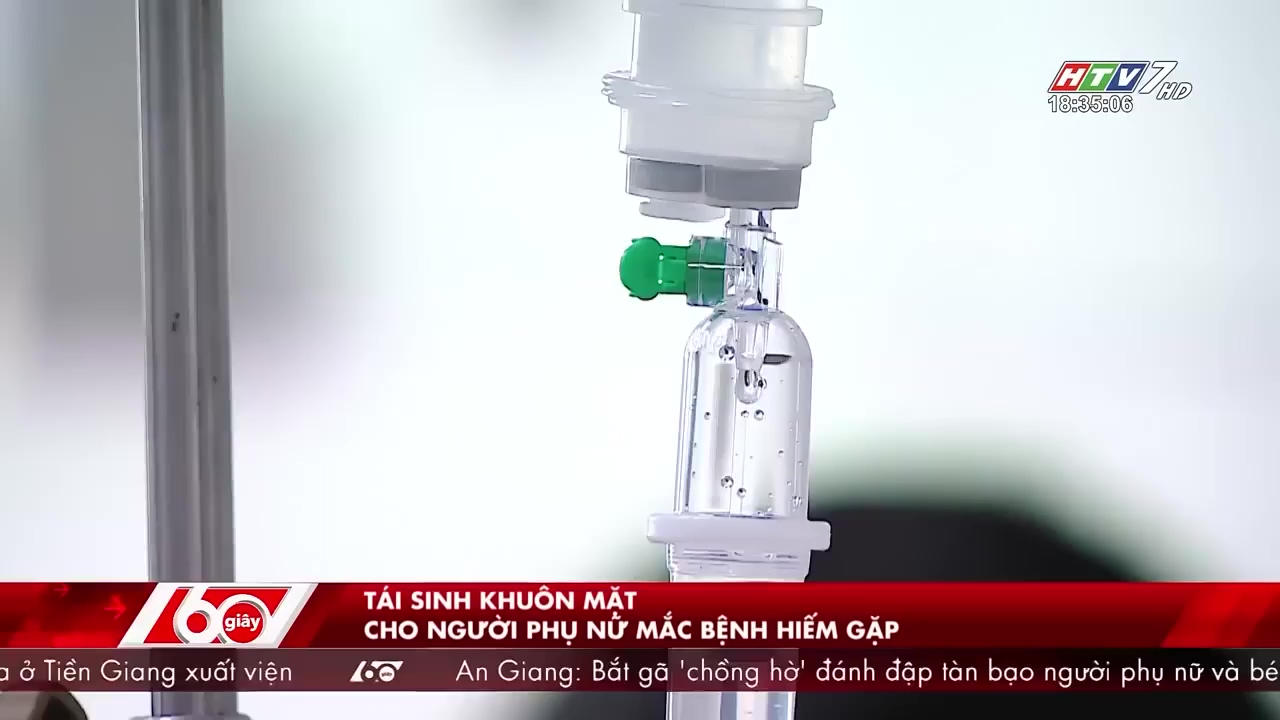 HTV7 HD
18:35:06
60 giây
TÁI SINH KHUÔN MẶT
CHO NGƯỜI PHỤ NỮ MẮC BỆNH HIẾM GẶP
ở Tiền Giang xuất viện 60 giây An Giang: Bắt gã 'chồng hờ' đánh đập tàn bạo người phụ nữ và bé